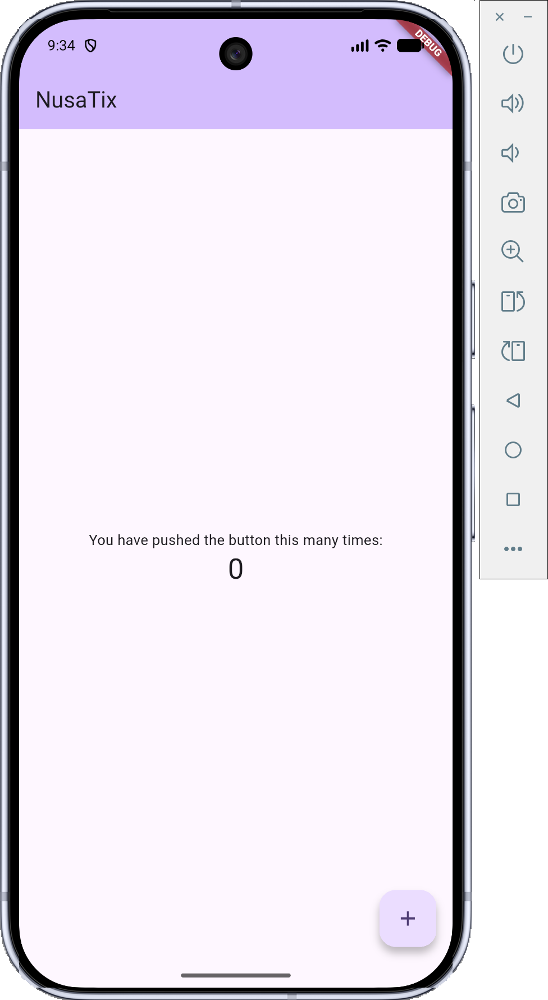 9:34
DEBUG
NusaTix
You have pushed the button this many times:
0